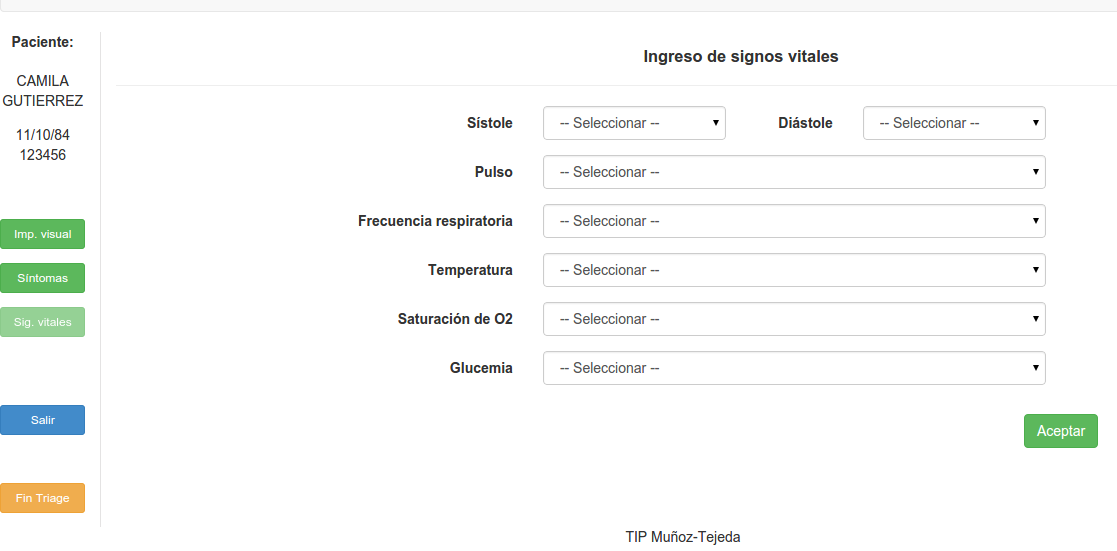 Paciente:
CAMILA
GUTIERREZ
11/10/84
123456
Imp. visual
Síntomas
Sig. vitales
Salir
Fin Triage
Ingreso de signos vitales
Sístole -- Seleccionar -- Diástole -- Seleccionar --
Pulso -- Seleccionar --
Frecuencia respiratoria -- Seleccionar --
Temperatura -- Seleccionar --
Saturación de O2 -- Seleccionar --
Glucemia -- Seleccionar --
Aceptar
TIP Muñoz-Tejeda